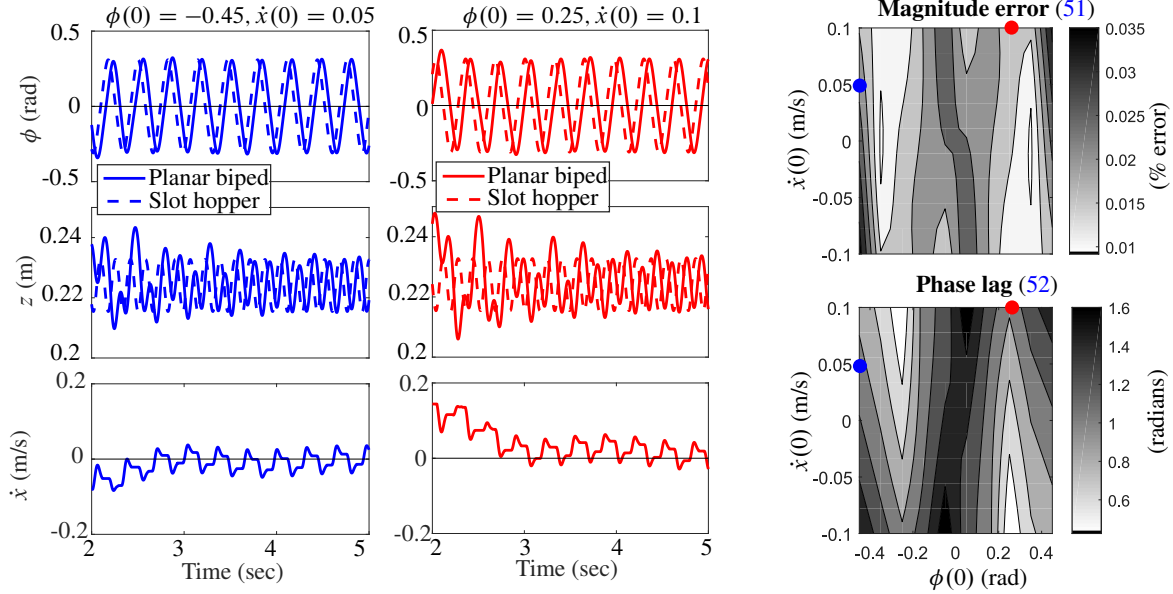 ϕ(0) = −0.45, ẋ(0) = 0.05
0.5
0
-0.5
ϕ (rad)
Planar biped
Slot hopper
0.24
0.22
0.2
z (m)
0.2
0
-0.2
ẋ (m/s)
2 3 4 5
Time (sec)
ϕ(0) = 0.25, ẋ(0) = 0.1
0.5
0
-0.5
Planar biped
Slot hopper
0.24
0.22
0.2
0.2
0
-0.2
2 3 4 5
Time (sec)
Magnitude error (51)
0.1
0.05
0
-0.05
-0.1
ẋ(0) (m/s)
0.035
0.03
0.025
0.02
0.015
0.01
(% error)
Phase lag (52)
0.1
0.05
0
-0.05
-0.1
ẋ(0) (m/s)
-0.4 -0.2 0 0.2 0.4
ϕ(0) (rad)
1.6
1.4
1.2
1
0.8
0.6
(radians)